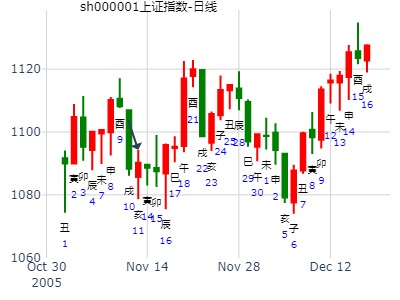 sh000001上证指数-日线
1120
1100
1080
1060
丑
1
寅
2
卯
3
辰
4
未
7
申
8
酉
9
戌
10
亥
11
寅
14
卯
15
辰
16
巳
17
午
18
酉
21
戌
22
亥
23
子
24
丑
25
辰
28
巳
29
午
30
未
1
申
2
亥
5
子
6
丑
7
寅
8
卯
9
午
12
未
13
申
14
酉
15
戌
16
Oct 30
2005
Nov 14
Nov 28
Dec 12